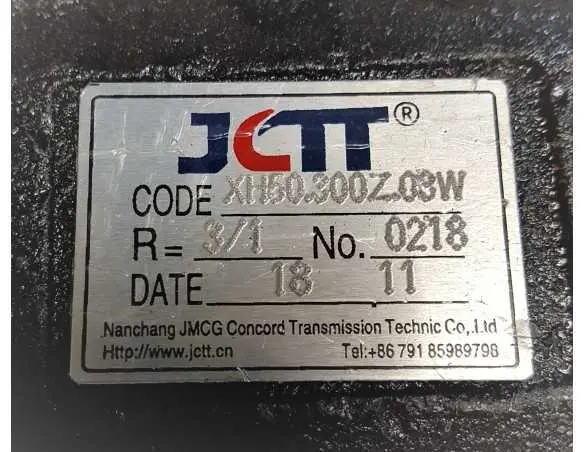 JCTT®
CODE XH50.300Z.03W
R= 3/1 No. 0218
DATE 18 11
Nanchang JMCG Concord Transmission Technic Co,.Ltd
Http://www.jctt.cn Tel:+86 791 85989798